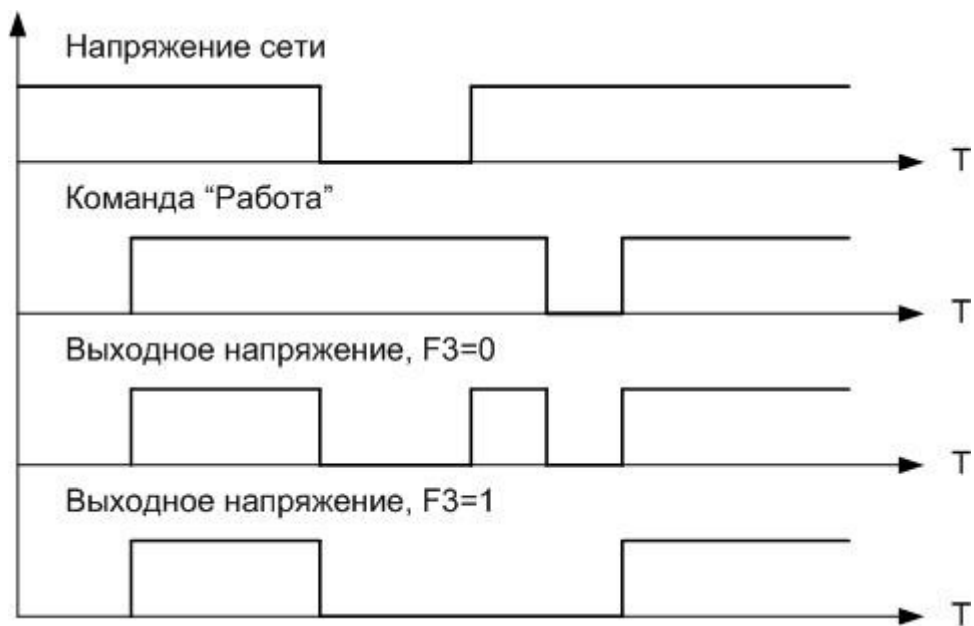 Напряжение сети
T
Команда “Работа”
T
Выходное напряжение, F3=0
T
Выходное напряжение, F3=1
T